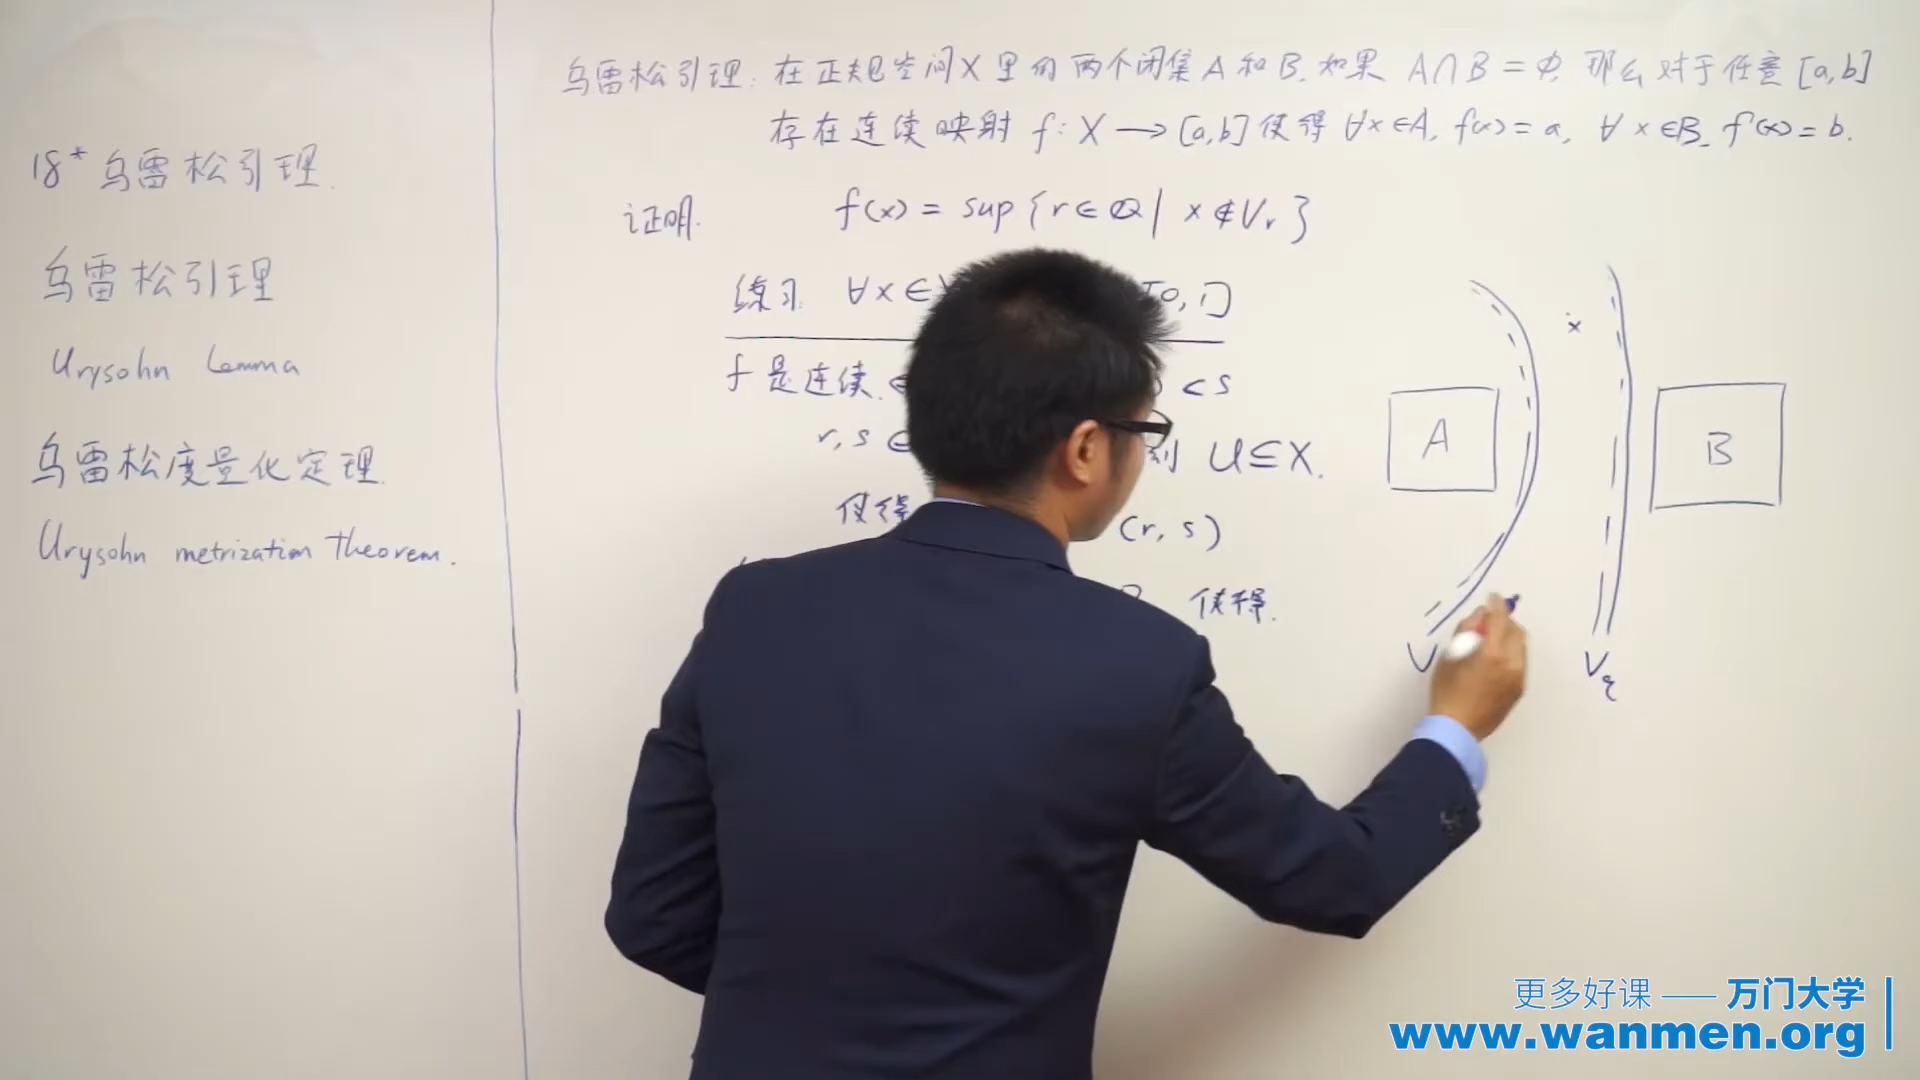 18* 乌雷松引理.
乌雷松引理
Urysohn Lemma
乌雷松度量化定理.
Urysohn metrization Theorem.
乌雷松引理: 在正规空间X里的两个闭集A和B, 如果 A∩B=Φ, 那么对于任意[a,b]
存在连续映射 f: X → [a,b] 使得 ∀x∈A, f(x)=a, ∀x∈B, f(x)=b.
证明. f(x) = sup{r∈Q | x∉Vr}
练习: ∀x∈ [0,1]
f 是连续. <s
r, s ∈ 到 U⊆X.
使得 (r, s)
使得.
x
A
B
V
Vq
更多好课 —— 万门大学
www.wanmen.org